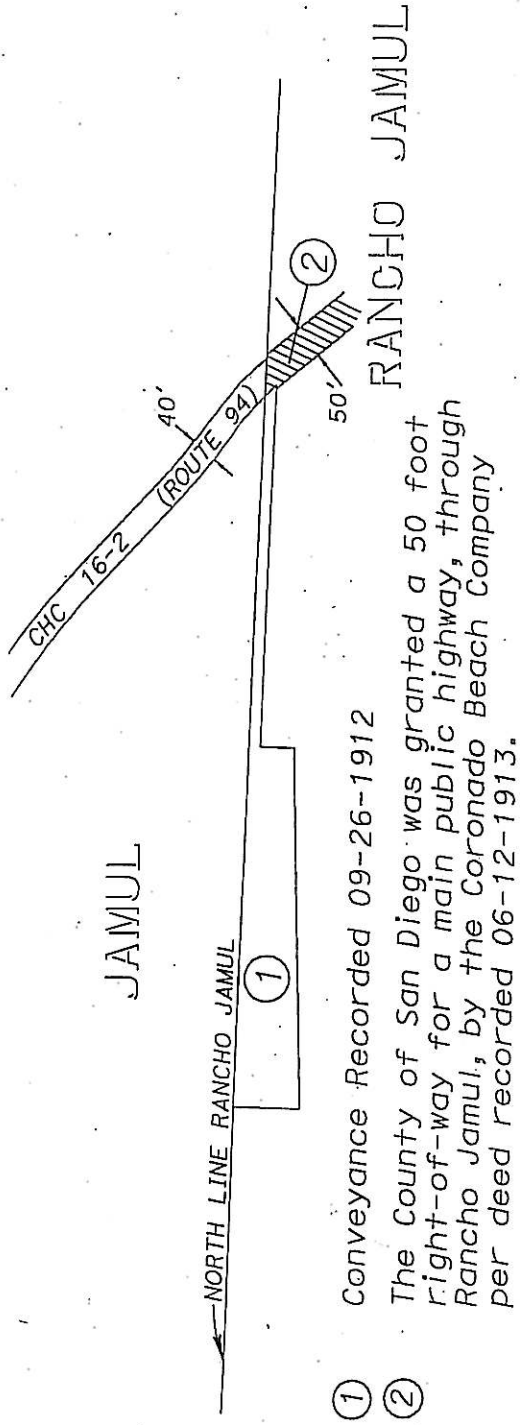 JAMUL
CHC 16-2 (ROUTE 94)
40'
NORTH LINE RANCHO JAMUL
1
2
50'
RANCHO JAMUL
1 Conveyance Recorded 09-26-1912
2 The County of San Diego was granted a 50 foot
right-of-way for a main public highway, through
Rancho Jamul, by the Coronado Beach Company
per deed recorded 06-12-1913.